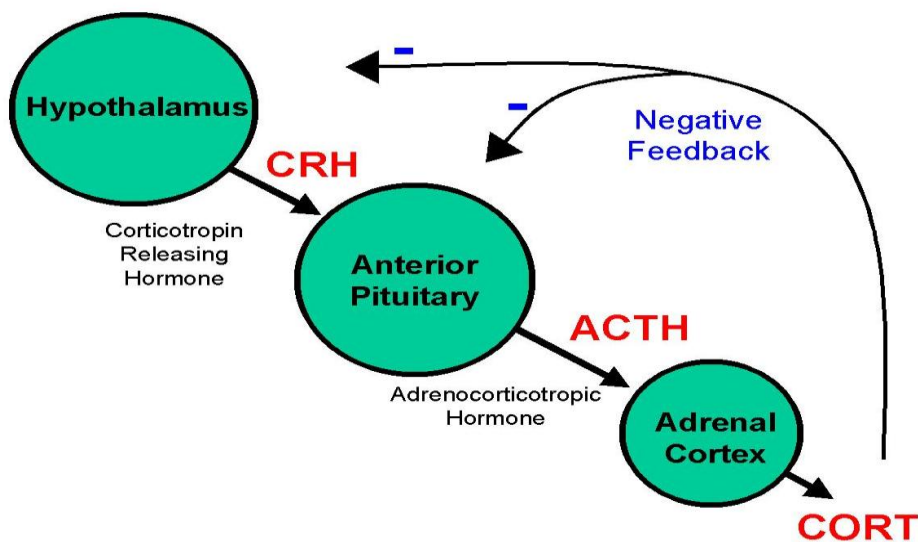 Hypothalamus
-
-
Negative
Feedback
CRH
Corticotropin
Releasing
Hormone
Anterior
Pituitary
ACTH
Adrenocorticotropic
Hormone
Adrenal
Cortex
CORT